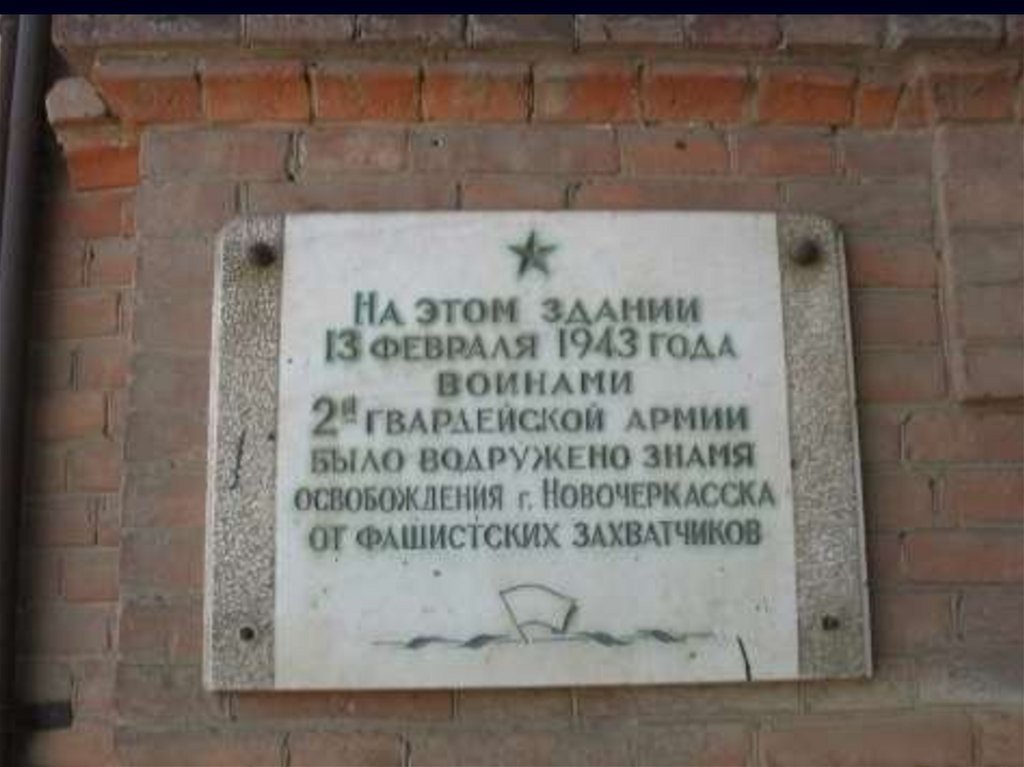 На этом здании
13 февраля 1943 года
воинами
2й гвардейской армии
было водружено знамя
освобождения г. Новочеркасска
от фашистских захватчиков